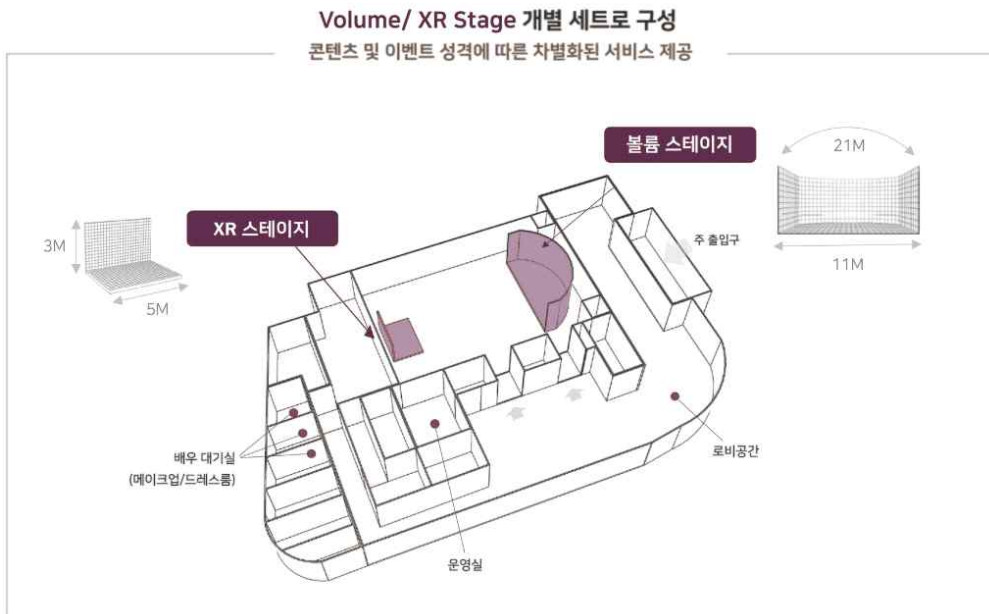 Volume/ XR Stage 개별 세트로 구성
콘텐츠 및 이벤트 성격에 따른 차별화된 서비스 제공
볼륨 스테이지
21M
11M
XR 스테이지
3M
5M
주 출입구
배우 대기실
(메이크업/드레스룸)
로비공간
운영실